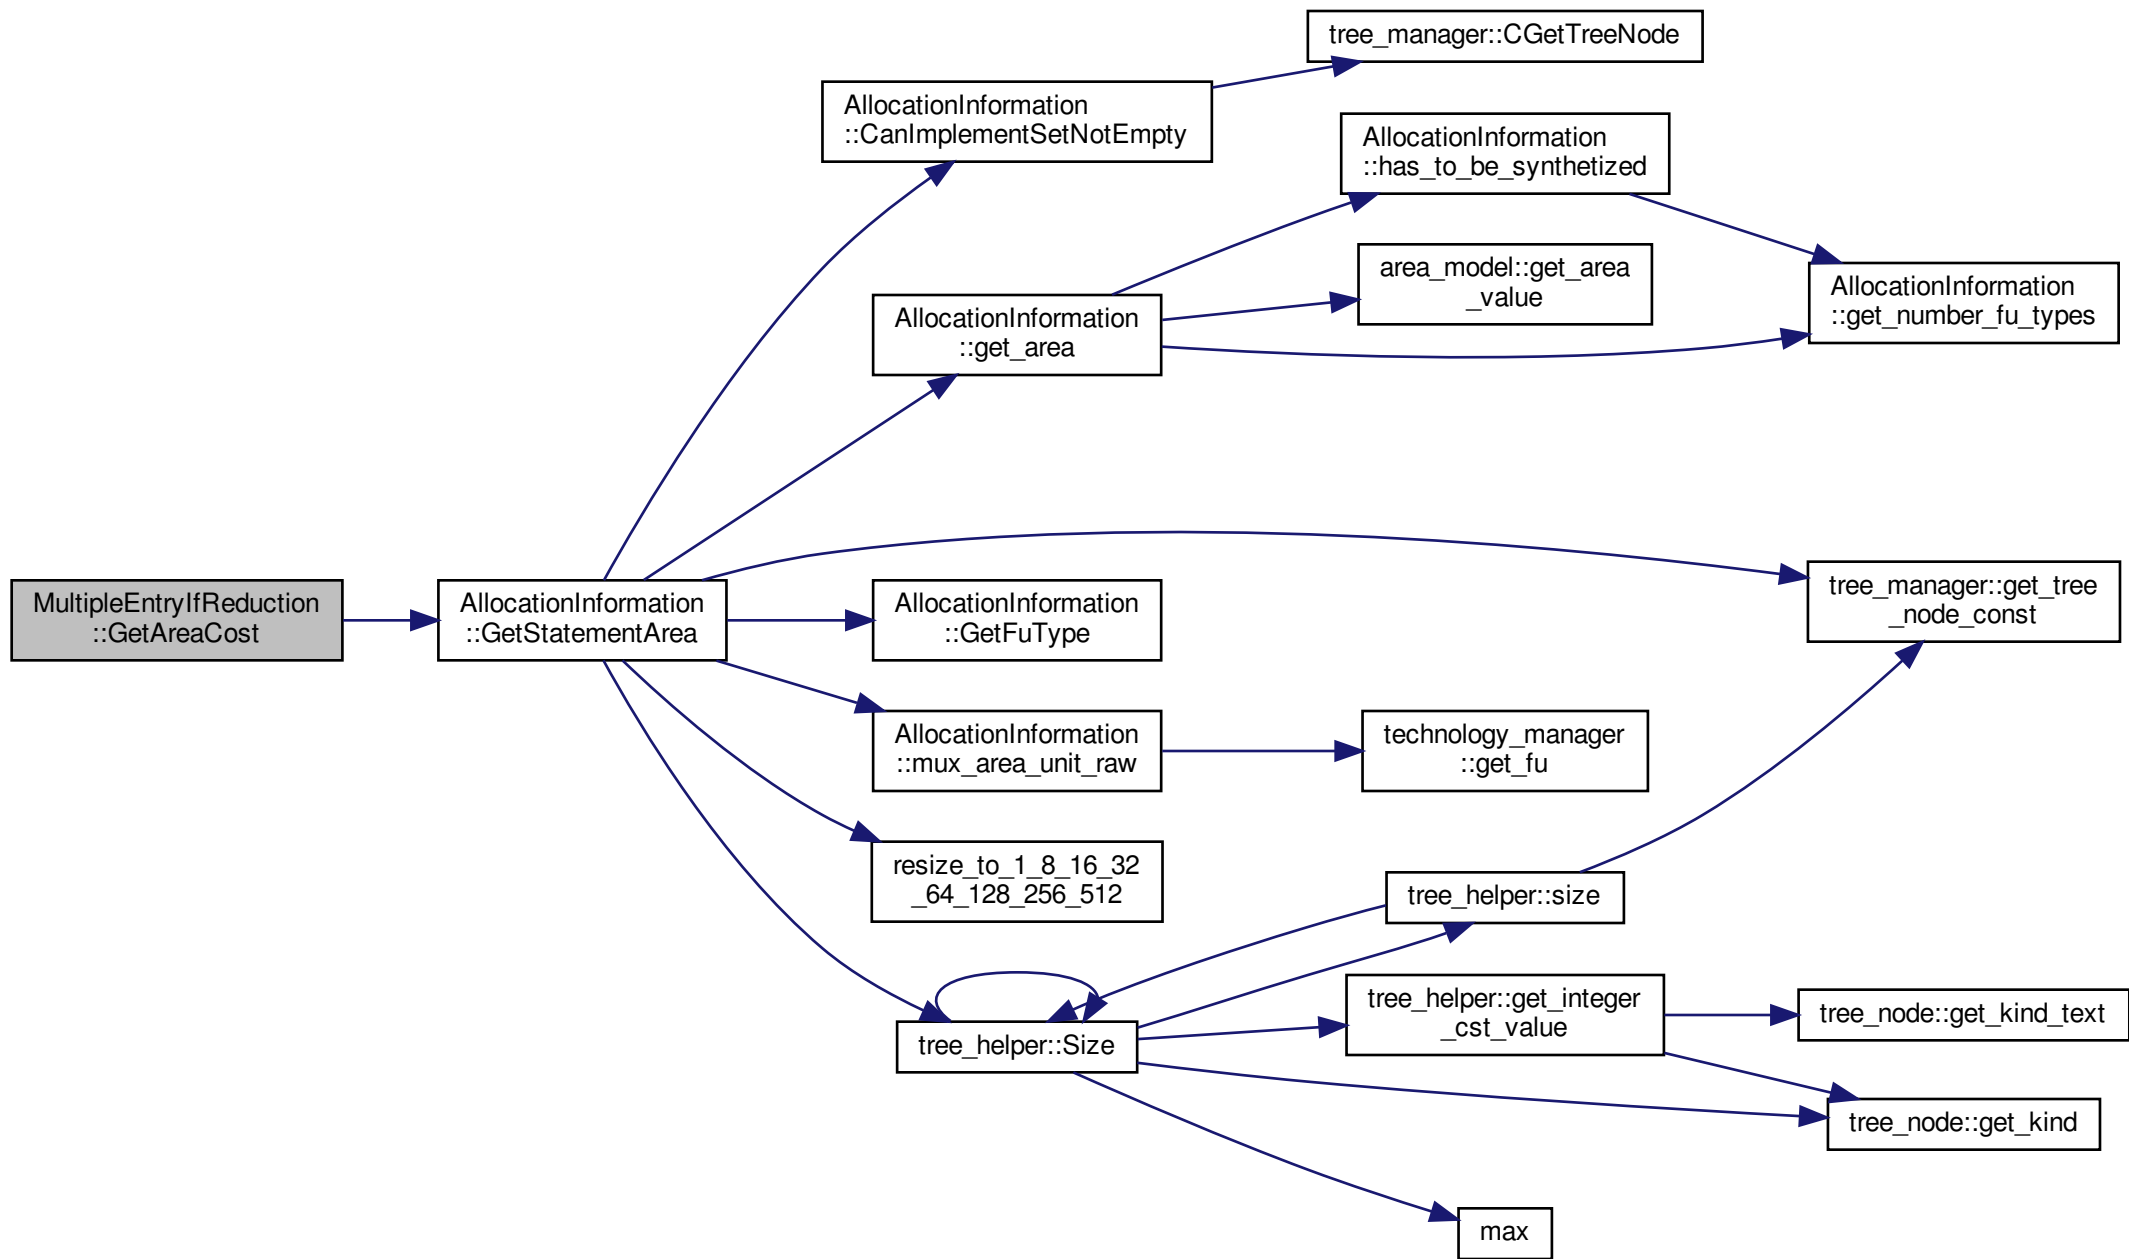 tree_manager::CGetTreeNode
AllocationInformation
::CanImplementSetNotEmpty
AllocationInformation
::has_to_be_synthetized
area_model::get_area
_value
AllocationInformation
::get_number_fu_types
AllocationInformation
::get_area
MultipleEntryIfReduction
::GetAreaCost
AllocationInformation
::GetStatementArea
AllocationInformation
::GetFuType
tree_manager::get_tree
_node_const
AllocationInformation
::mux_area_unit_raw
technology_manager
::get_fu
resize_to_1_8_16_32
_64_128_256_512
tree_helper::size
tree_helper::Size
tree_helper::get_integer
_cst_value
tree_node::get_kind_text
tree_node::get_kind
max